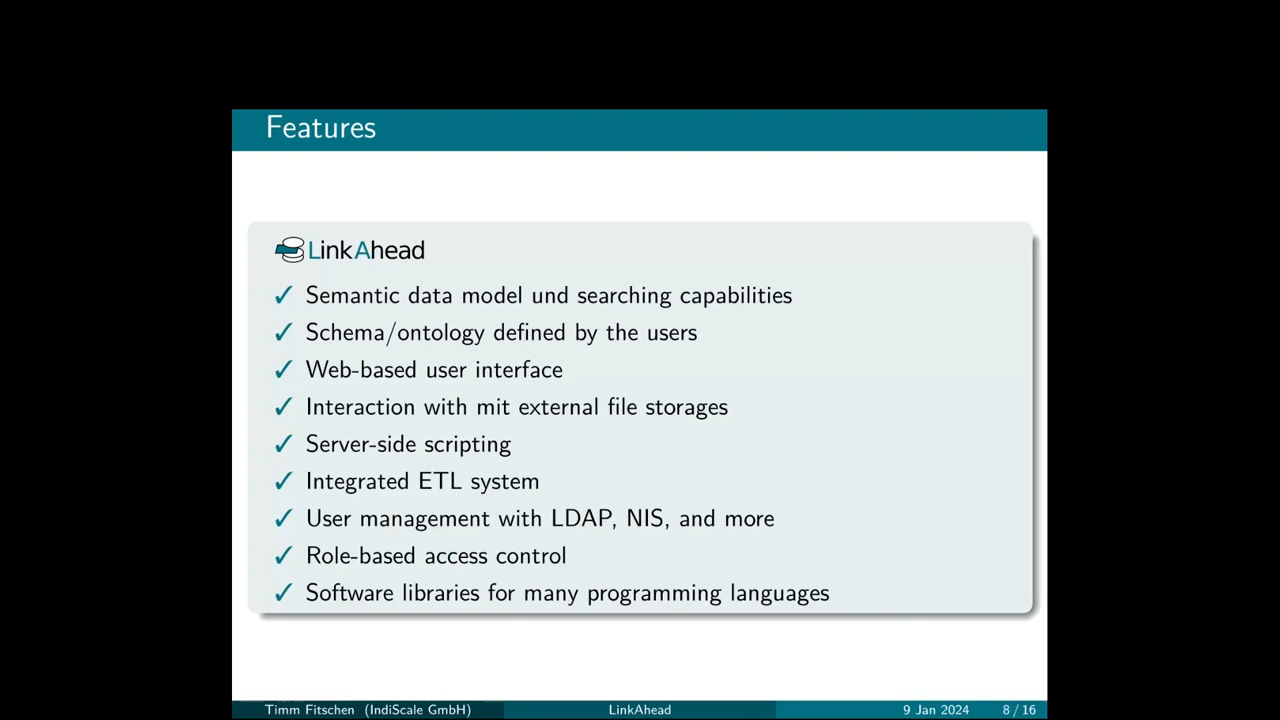 Features
LinkAhead
✓ Semantic data model und searching capabilities
✓ Schema/ontology defined by the users
✓ Web-based user interface
✓ Interaction with mit external file storages
✓ Server-side scripting
✓ Integrated ETL system
✓ User management with LDAP, NIS, and more
✓ Role-based access control
✓ Software libraries for many programming languages
Timm Fitschen (IndiScale GmbH) LinkAhead 9 Jan 2024 8 / 16